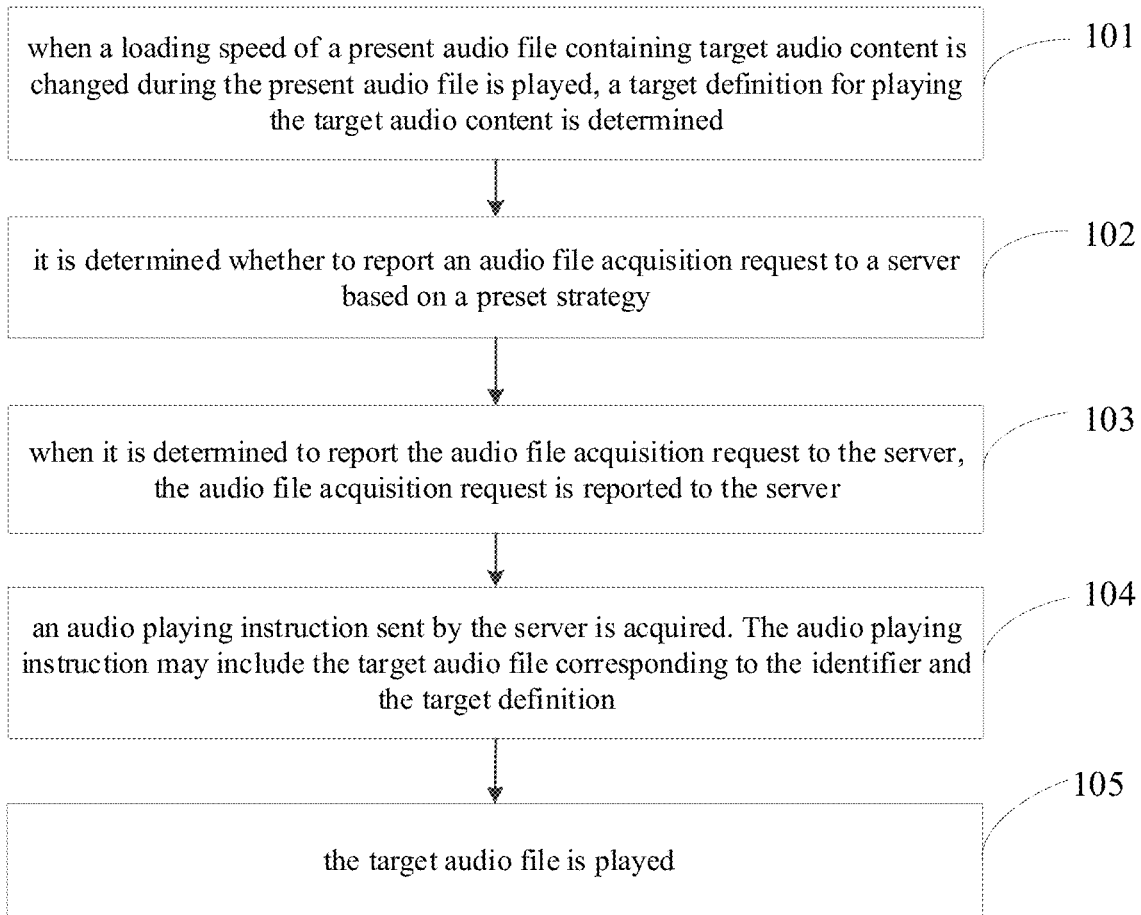 when a loading speed of a present audio file containing target audio content is
changed during the present audio file is played, a target definition for playing
the target audio content is determined
101
it is determined whether to report an audio file acquisition request to a server
based on a preset strategy
102
when it is determined to report the audio file acquisition request to the server,
the audio file acquisition request is reported to the server
103
an audio playing instruction sent by the server is acquired. The audio playing
instruction may include the target audio file corresponding to the identifier and
the target definition
104
the target audio file is played
105